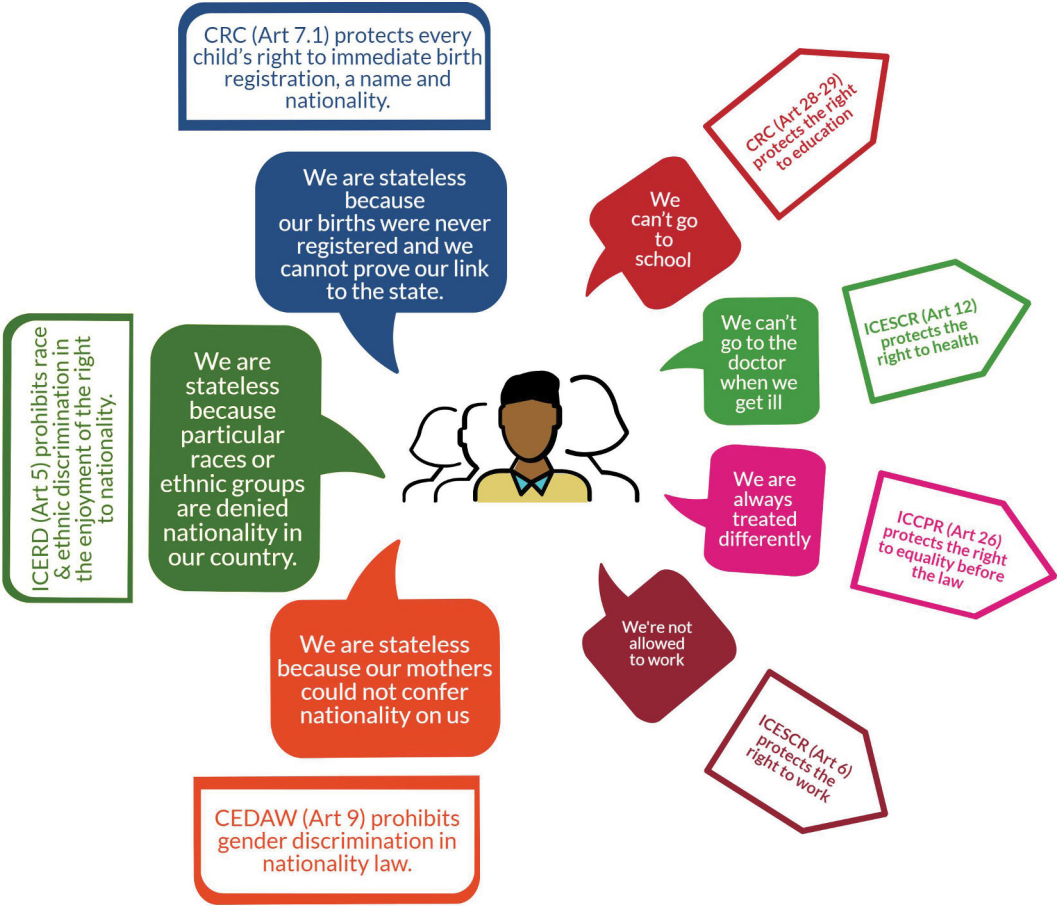 CRC (Art 7.1) protects every
child's right to immediate birth
registration, a name and
nationality.
We are stateless
because
our births were never
registered and we
cannot prove our link
to the state.
ICERD (Art 5) prohibits race
& ethnic discrimination in
the enjoyment of the right
to nationality.
We are
stateless
because
particular
races or
ethnic groups
are denied
nationality in
our country.
We are stateless
because our mothers
could not confer
nationality on us
CEDAW (Art 9) prohibits
gender discrimination in
nationality law.
We
can't go
to
school
CRC (Art 28-29)
protects the right
to education
We can't
go to the
doctor
when we
get ill
ICESCR (Art 12)
protects the
right to health
We are
always
treated
differently
ICCPR (Art 26)
protects the right
to equality before
the law
We're not
allowed
to work
ICESCR (Art 6)
protects the
right to work